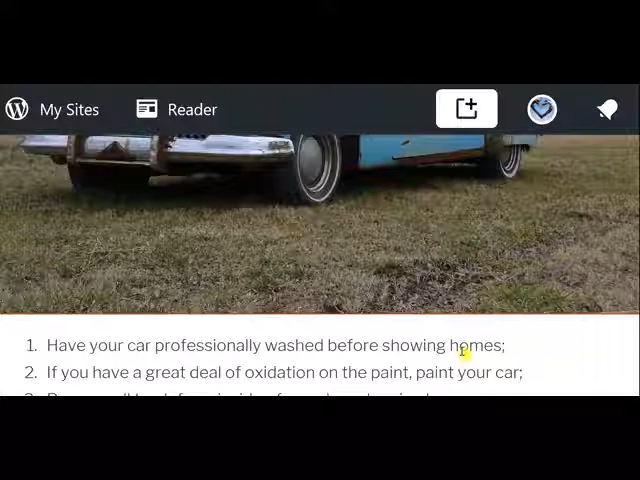 My Sites Reader
1. Have your car professionally washed before showing homes;
2. If you have a great deal of oxidation on the paint, paint your car;